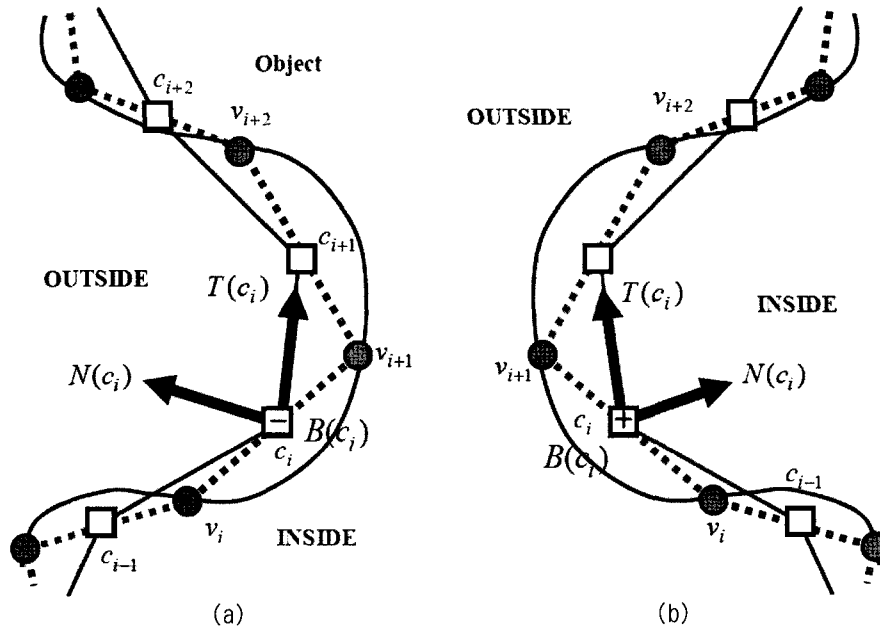 Object
c_{i+2}
v_{i+2}
c_{i+1}
OUTSIDE
T(c_i)
v_{i+1}
N(c_i)
−
B(c_i)
c_i
v_i
INSIDE
c_{i−1}
(a)
v_{i+2}
OUTSIDE
T(c_i)
INSIDE
v_{i+1}
N(c_i)
c_i
+
B(c_i)
c_{i−1}
v_i
(b)